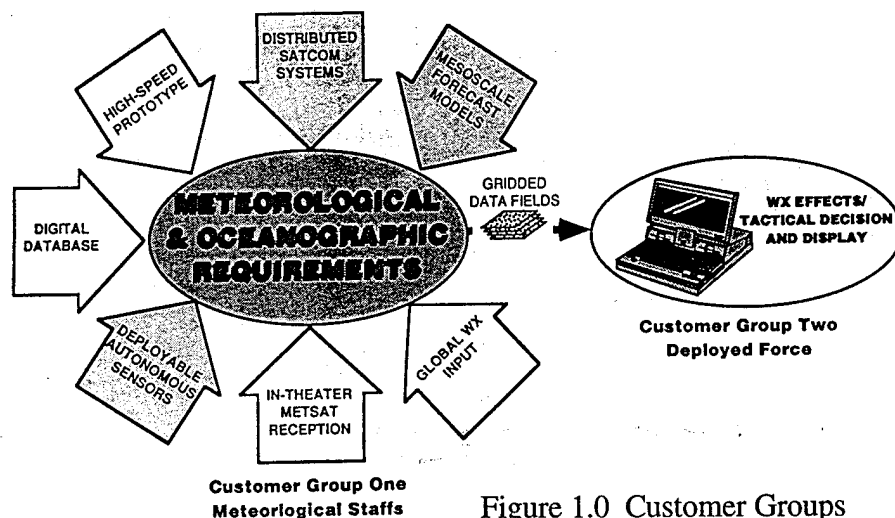 HIGH-SPEED
PROTOTYPE
DISTRIBUTED
SATCOM
SYSTEMS
MESOSCALE
FORECAST
MODELS
DIGITAL
DATABASE
METEOROLOGICAL
& OCEANOGRAPHIC
REQUIREMENTS
GRIDDED
DATA FIELDS
WX EFFECTS/
TACTICAL DECISION
AND DISPLAY
Customer Group Two
Deployed Force
DEPLOYABLE
AUTONOMOUS
SENSORS
IN-THEATER
METSAT
RECEPTION
GLOBAL WX
INPUT
Customer Group One
Meteorlogical Staffs
Figure 1.0 Customer Groups